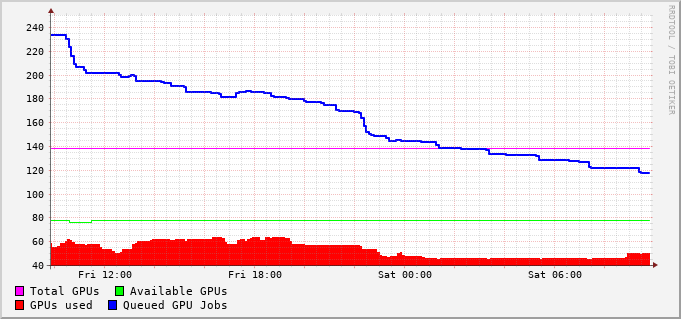 RRDTOOL / TOBI OETIKER
240
220
200
180
160
140
120
100
80
60
40
Fri 12:00 Fri 18:00 Sat 00:00 Sat 06:00
Total GPUs Available GPUs
GPUs used Queued GPU Jobs